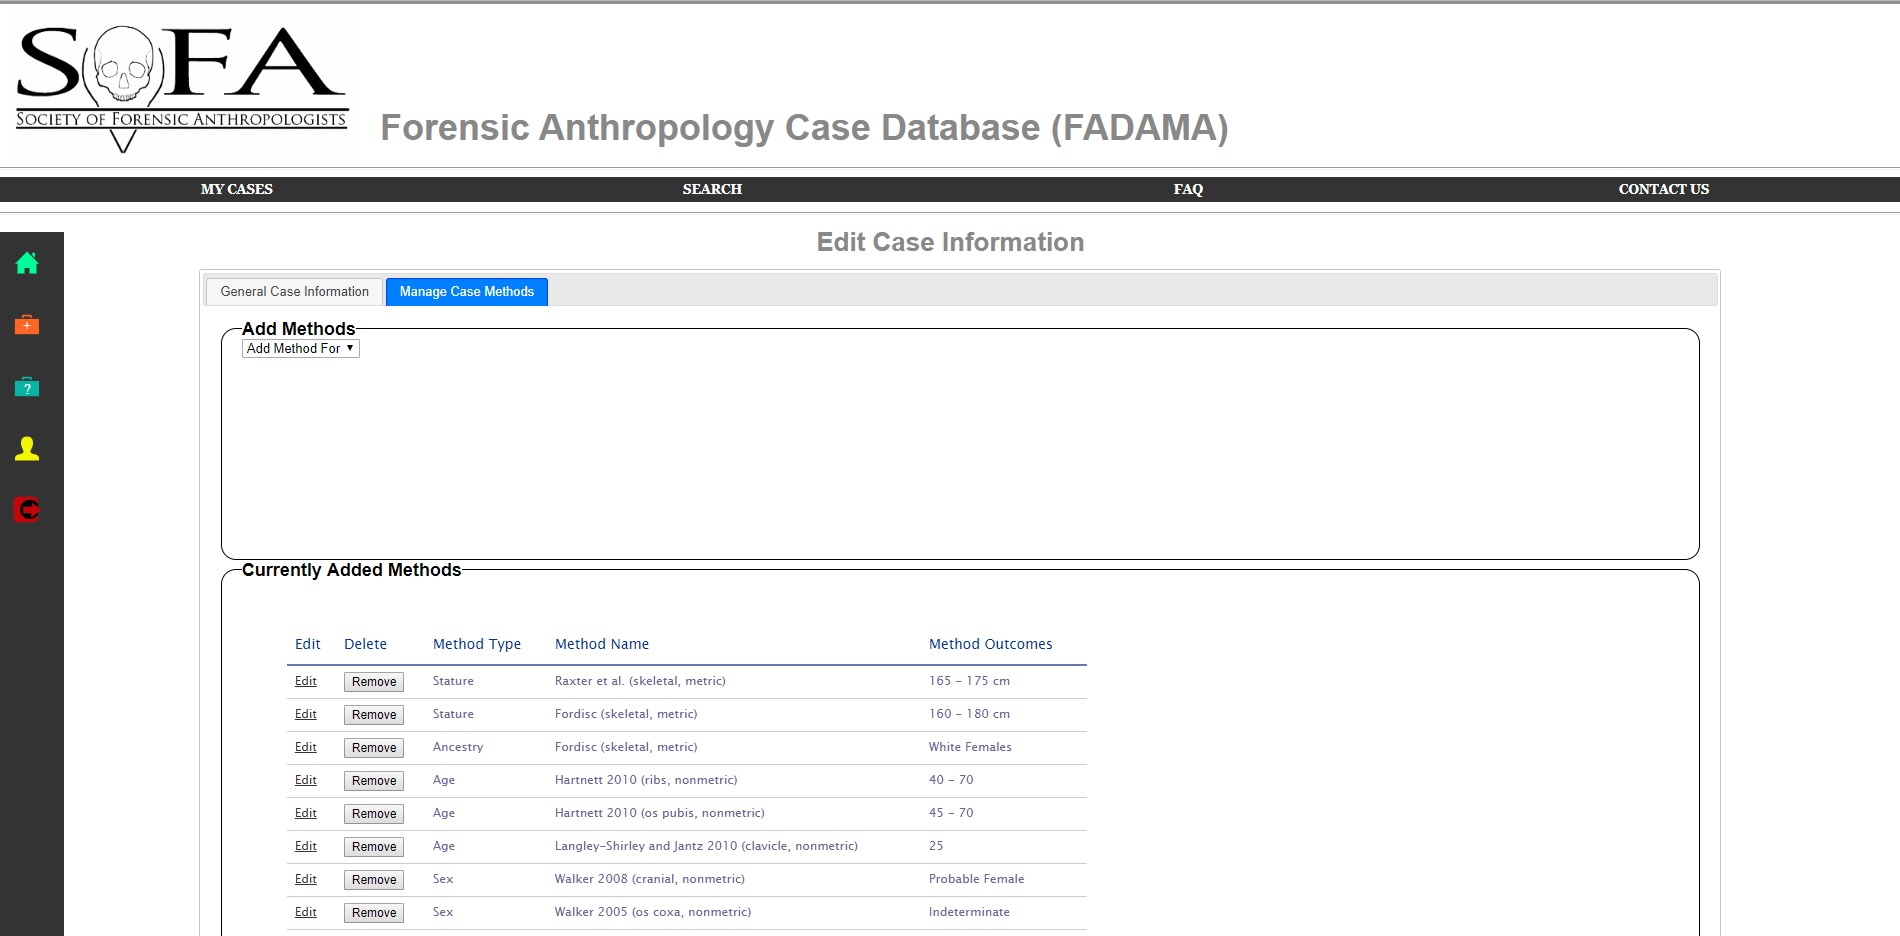 SOFA
SOCIETY OF FORENSIC ANTHROPOLOGISTS
Forensic Anthropology Case Database (FADAMA)
MY CASES SEARCH FAQ CONTACT US
Edit Case Information
General Case Information Manage Case Methods
Add Methods
Add Method For
Currently Added Methods
Edit Delete Method Type Method Name Method Outcomes
Edit Remove Stature Raxter et al. (skeletal, metric) 165 - 175 cm
Edit Remove Stature Fordisc (skeletal, metric) 160 - 180 cm
Edit Remove Ancestry Fordisc (skeletal, metric) White Females
Edit Remove Age Hartnett 2010 (ribs, nonmetric) 40 - 70
Edit Remove Age Hartnett 2010 (os pubis, nonmetric) 45 - 70
Edit Remove Age Langley-Shirley and Jantz 2010 (clavicle, nonmetric) 25
Edit Remove Sex Walker 2008 (cranial, nonmetric) Probable Female
Edit Remove Sex Walker 2005 (os coxa, nonmetric) Indeterminate